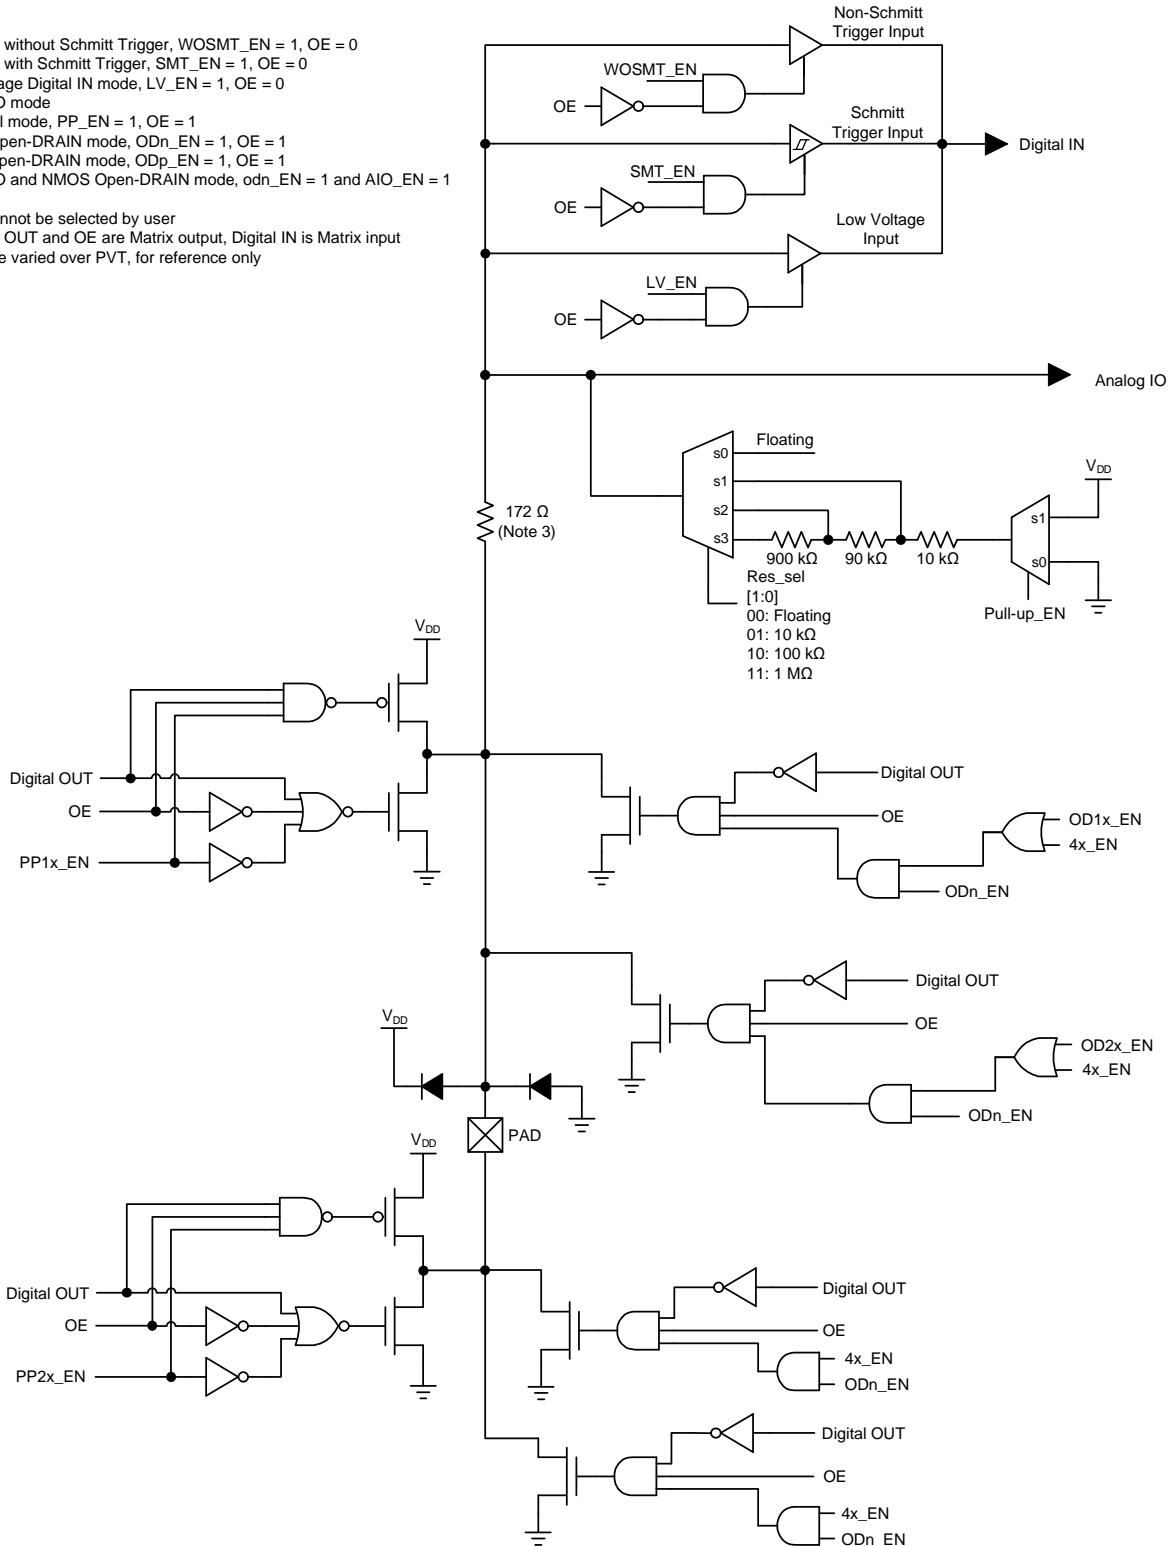 without Schmitt Trigger, WOSMT_EN = 1, OE = 0
with Schmitt Trigger, SMT_EN = 1, OE = 0
age Digital IN mode, LV_EN = 1, OE = 0
O mode
l mode, PP_EN = 1, OE = 1
pen-DRAIN mode, ODn_EN = 1, OE = 1
pen-DRAIN mode, ODp_EN = 1, OE = 1
O and NMOS Open-DRAIN mode, odn_EN = 1 and AIO_EN = 1
nnot be selected by user
OUT and OE are Matrix output, Digital IN is Matrix input
e varied over PVT, for reference only
Non-Schmitt
Trigger Input
WOSMT_EN
OE
Schmitt
Trigger Input
Digital IN
SMT_EN
OE
Low Voltage
Input
LV_EN
OE
Analog IO
Floating
s0
s1
s2
s3
VDD
s1
s0
172 Ω
(Note 3)
900 kΩ
90 kΩ
10 kΩ
Res_sel
[1:0]
00: Floating
01: 10 kΩ
10: 100 kΩ
11: 1 MΩ
Pull-up_EN
VDD
Digital OUT
OE
PP1x_EN
Digital OUT
OE
OD1x_EN
4x_EN
ODn_EN
Digital OUT
OE
OD2x_EN
4x_EN
ODn_EN
VDD
PAD
VDD
Digital OUT
OE
PP2x_EN
Digital OUT
OE
4x_EN
ODn_EN
Digital OUT
OE
4x_EN
ODn_EN